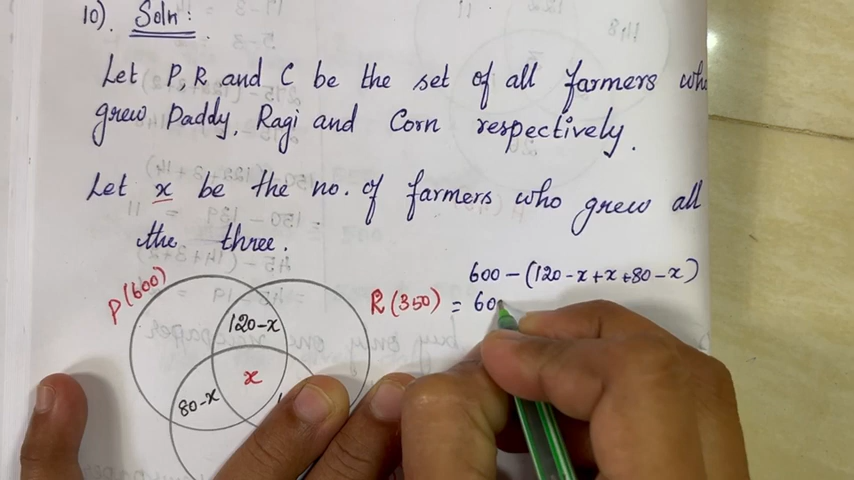 10). Soln:
Let P, R and C be the set of all farmers who
grew Paddy, Ragi and Corn respectively.
Let x be the no. of farmers who grew all
the three.
600 - (120 - x + x + 80 - x)
P(600) R(350) = 60
120-x
x
80-x